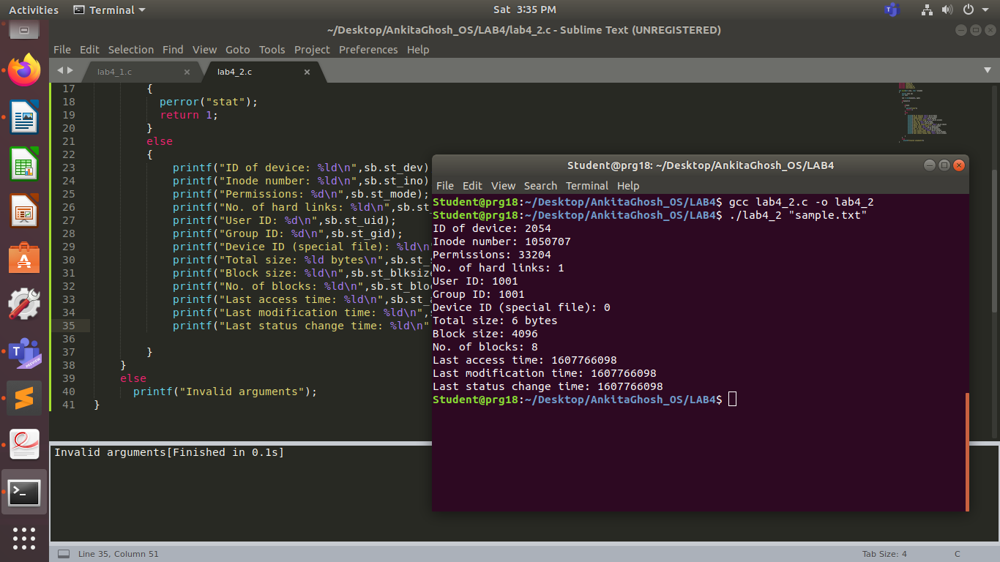 Activities Terminal Sat 3:35 PM
~/Desktop/AnkitaGhosh_OS/LAB4/lab4_2.c - Sublime Text (UNREGISTERED)
File Edit Selection Find View Goto Tools Project Preferences Help
lab4_1.c × lab4_2.c ×
17 {
18 perror("stat");
19 return 1;
20 }
21 else
22 {
23 printf("ID of device: %ld\n",sb.st_dev)
24 printf("Inode number: %ld\n",sb.st_ino)
25 printf("Permissions: %d\n",sb.st_mode);
26 printf("No. of hard links: %ld\n",sb.st
27 printf("User ID: %d\n",sb.st_uid);
28 printf("Group ID: %d\n",sb.st_gid);
29 printf("Device ID (special file): %ld\n
30 printf("Total size: %ld bytes\n",sb.st_
31 printf("Block size: %ld\n",sb.st_blksize
32 printf("No. of blocks: %ld\n",sb.st_blo
33 printf("Last access time: %ld\n",sb.st_
34 printf("Last modification time: %ld\n",
35 printf("Last status change time: %ld\n"
36
37 }
38 }
39 else
40 printf("Invalid arguments");
41 }
Invalid arguments[Finished in 0.1s]
Line 35, Column 51 Tab Size: 4 C
Student@prg18: ~/Desktop/AnkitaGhosh_OS/LAB4
File Edit View Search Terminal Help
Student@prg18:~/Desktop/AnkitaGhosh_OS/LAB4$ gcc lab4_2.c -o lab4_2
Student@prg18:~/Desktop/AnkitaGhosh_OS/LAB4$ ./lab4_2 "sample.txt"
ID of device: 2054
Inode number: 1050707
Permissions: 33204
No. of hard links: 1
User ID: 1001
Group ID: 1001
Device ID (special file): 0
Total size: 6 bytes
Block size: 4096
No. of blocks: 8
Last access time: 1607766098
Last modification time: 1607766098
Last status change time: 1607766098
Student@prg18:~/Desktop/AnkitaGhosh_OS/LAB4$